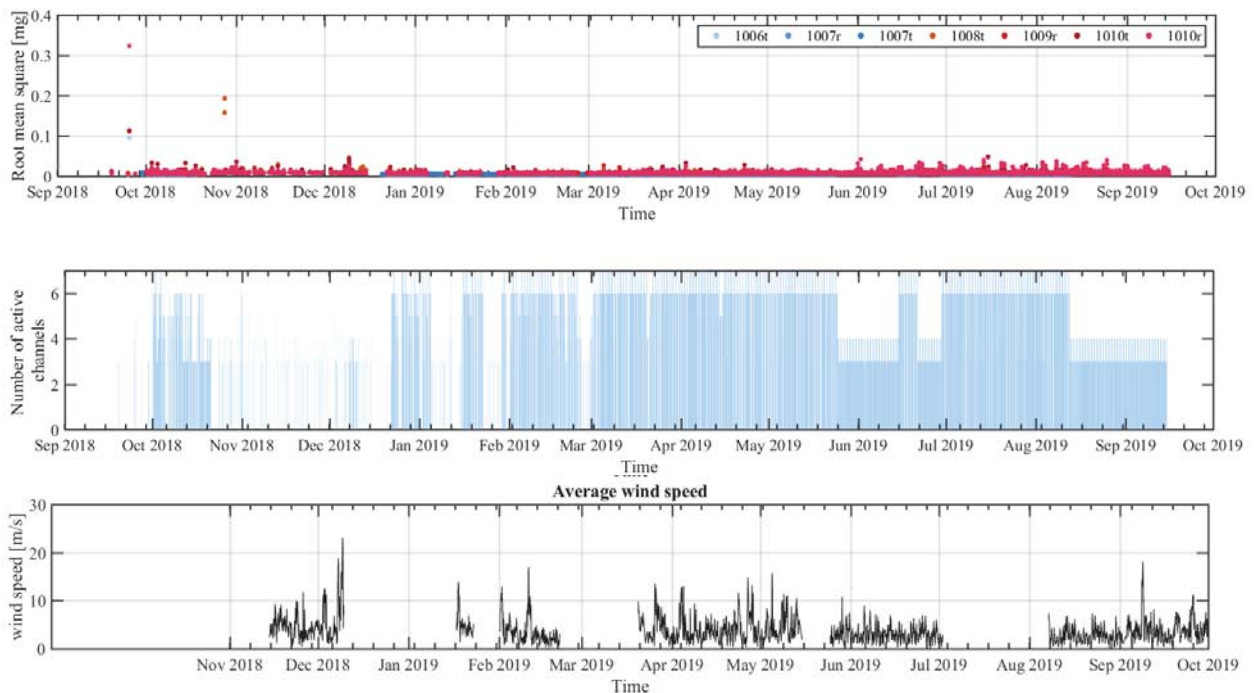 0.4
0.3
0.2
0.1
0
Root mean square [mg]
1006t 1007r 1007t 1008t 1009r 1010t 1010r
Sep 2018 Oct 2018 Nov 2018 Dec 2018 Jan 2019 Feb 2019 Mar 2019 Apr 2019 May 2019 Jun 2019 Jul 2019 Aug 2019 Sep 2019 Oct 2019
Time
6
4
2
0
Number of active
channels
Sep 2018 Oct 2018 Nov 2018 Dec 2018 Jan 2019 Feb 2019 Mar 2019 Apr 2019 May 2019 Jun 2019 Jul 2019 Aug 2019 Sep 2019 Oct 2019
Time
Average wind speed
30
20
10
0
wind speed [m/s]
Nov 2018 Dec 2018 Jan 2019 Feb 2019 Mar 2019 Apr 2019 May 2019 Jun 2019 Jul 2019 Aug 2019 Sep 2019 Oct 2019
Time